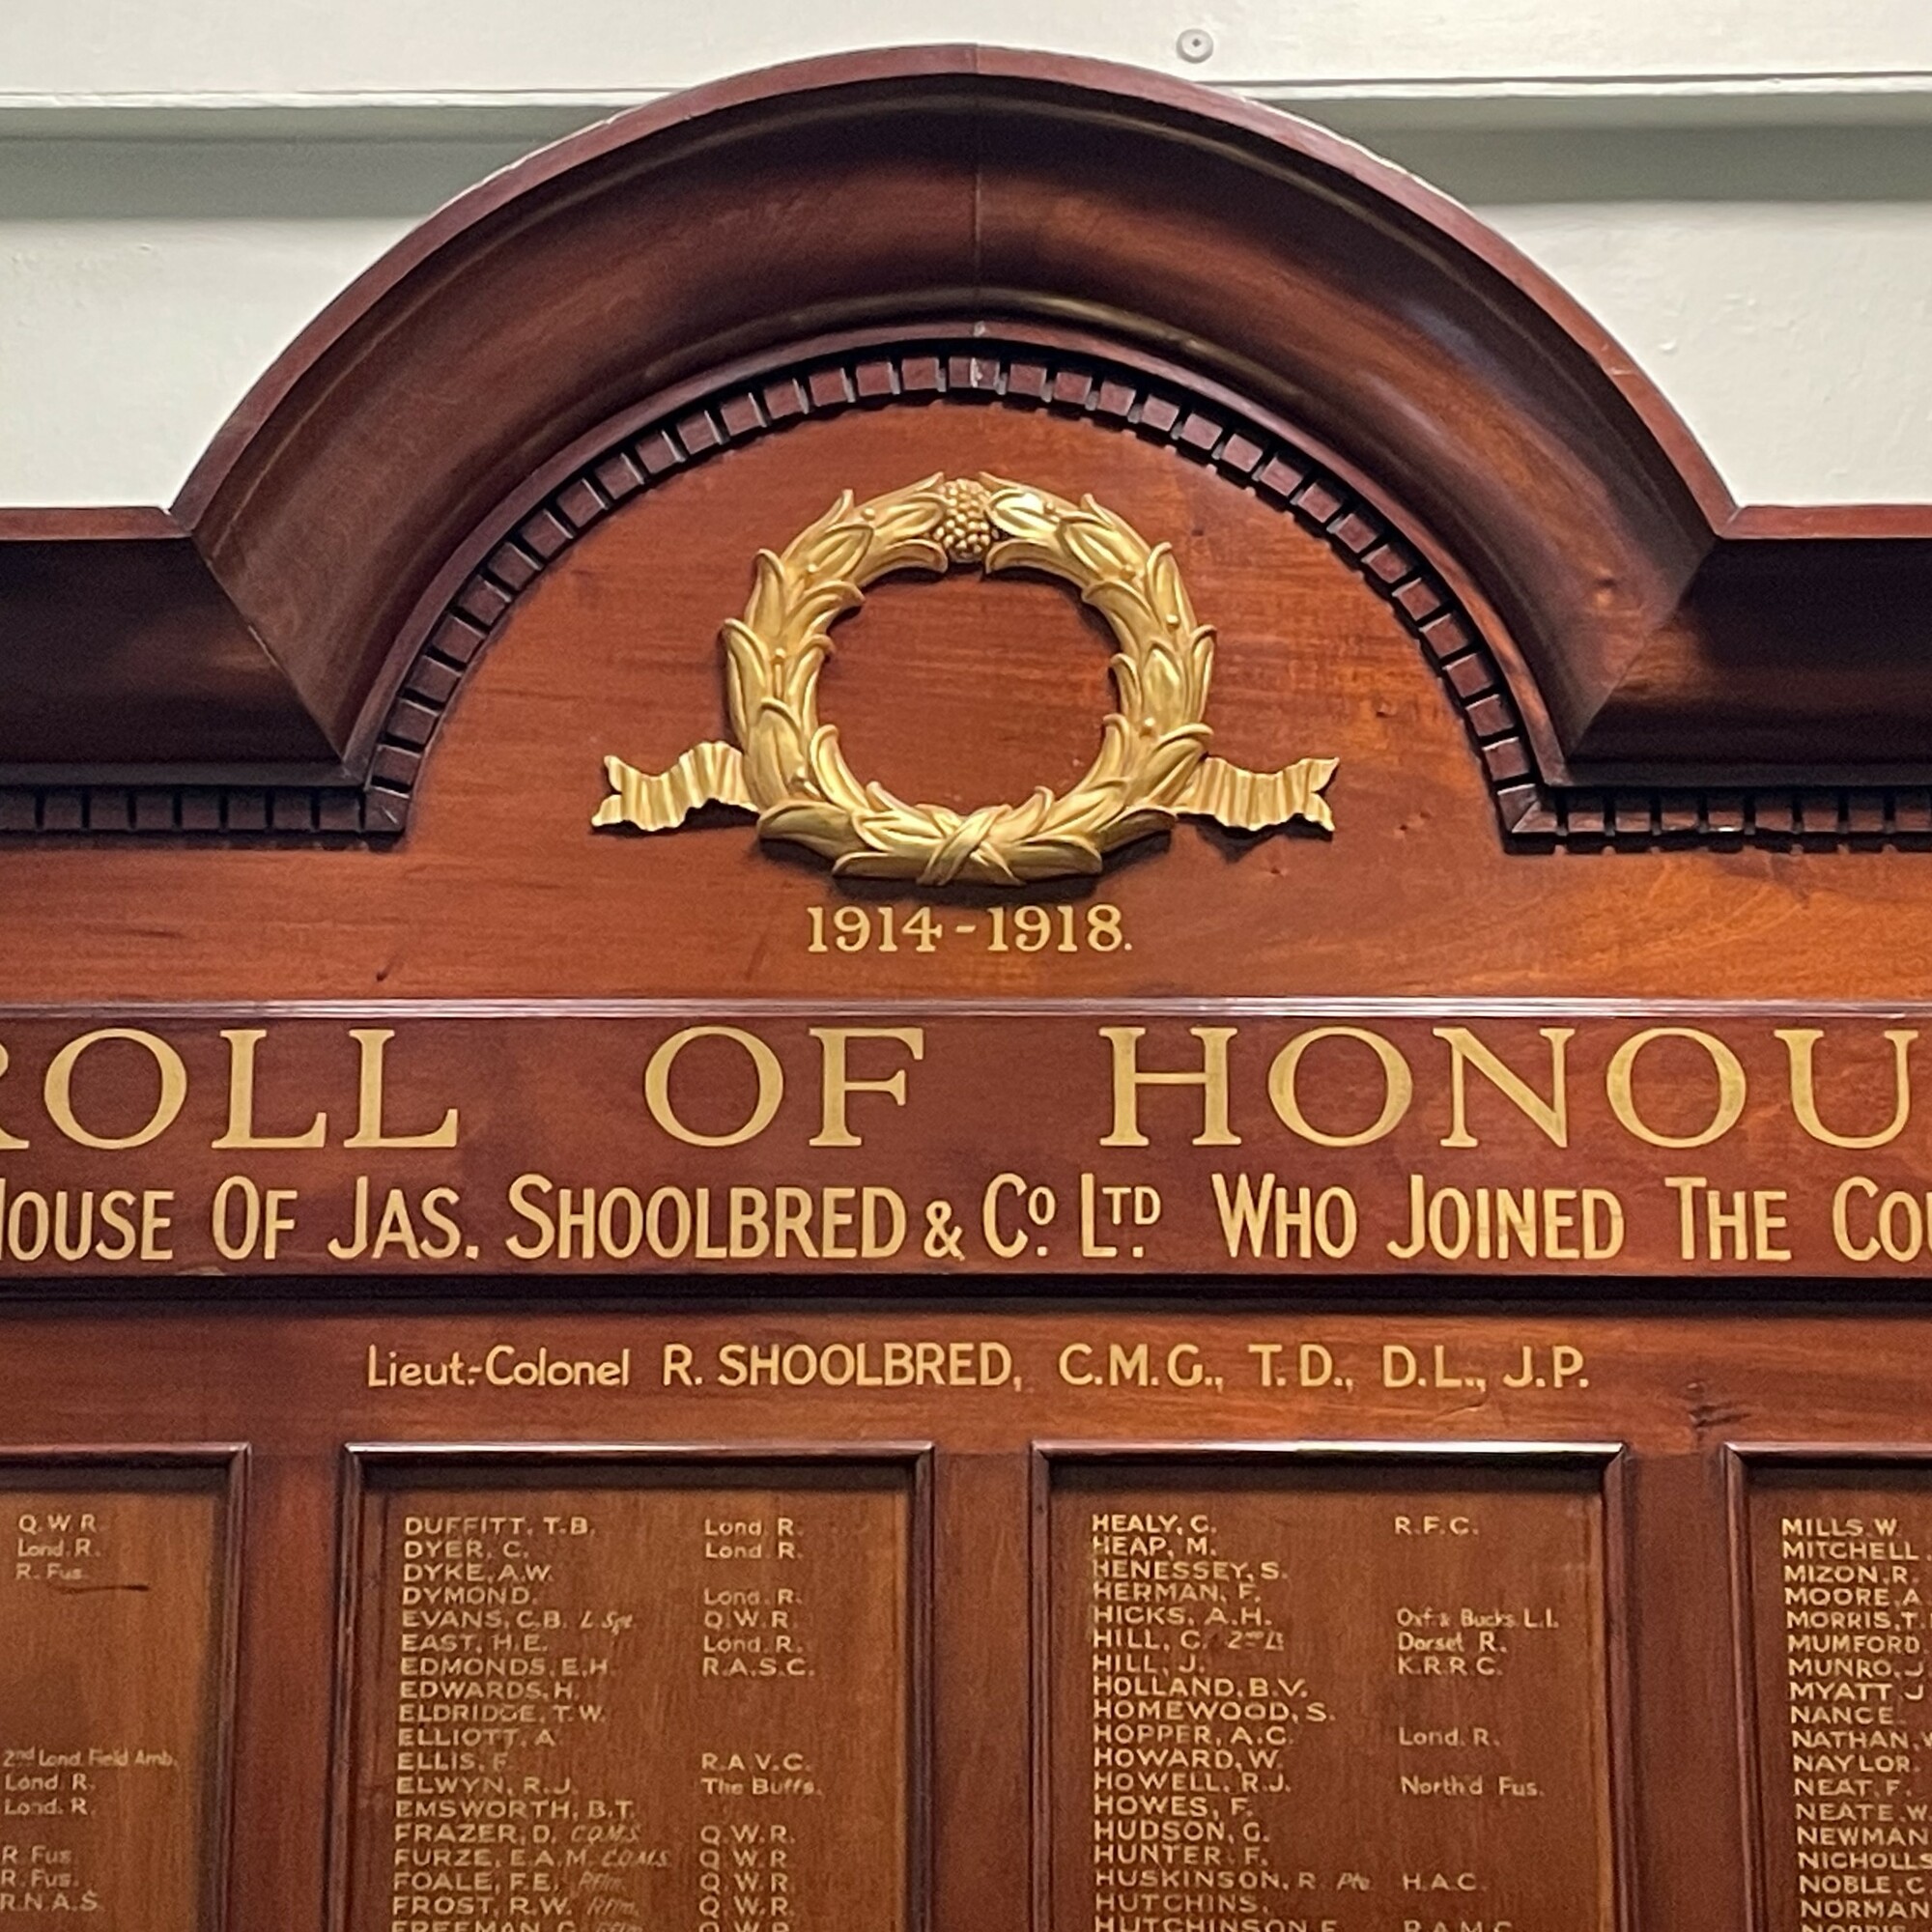 1914-1918.
ROLL OF HONOU
HOUSE OF JAS. SHOOLBRED & Co. LTD. WHO JOINED THE COU
Lieut.-Colonel R. SHOOLBRED, C.M.G., T.D., D.L., J.P.
Q.W.R.
Lond. R.
R. Fus.
2nd Lond. Field Amb.
Lond. R.
Lond. R.
R. Fus.
R. Fus.
R.N.A.S.
DUFFITT, T.B. Lond. R.
DYER, C. Lond. R.
DYKE, A.W.
DYMOND. Lond. R.
EVANS, C.B. L.Sgt. Q.W.R.
EAST, H.E. Lond. R.
EDMONDS, E.H. R.A.S.C.
EDWARDS, H.
ELDRIDGE, T.W.
ELLIOTT, A.
ELLIS, F. R.A.V.C.
ELWYN, R.J. The Buffs.
EMSWORTH, B.T.
FRAZER, D. C.Q.M.S. Q.W.R.
FURZE, E.A.M. C.Q.M.S. Q.W.R.
FOALE, F.E. Rflm. Q.W.R.
FROST, R.W. Rflm. Q.W.R.
FREEMAN, G. Q.W.R.
HEALY, C. R.F.C.
HEAP, M.
HENESSEY, S.
HERMAN, F.
HICKS, A.H. Oxf. & Bucks. L.I.
HILL, C. 2nd Lt. Dorset R.
HILL, J. K.R.R.C.
HOLLAND, B.V.
HOMEWOOD, S.
HOPPER, A.C. Lond. R.
HOWARD, W.
HOWELL, R.J. North'd Fus.
HOWES, F.
HUDSON, G.
HUNTER, F.
HUSKINSON, R. Pte. H.A.C.
HUTCHINS.
HUTCHINSON, F. R.A.M.C.
MILLS, W.
MITCHELL
MIZON, R.
MOORE, A
MORRIS, T
MUMFORD
MUNRO, J
MYATT, J
NANCE
NATHAN,
NAYLOR
NEAT, F.
NEATE, W
NEWMAN
NICHOLLS
NOBLE, C
NORMAN